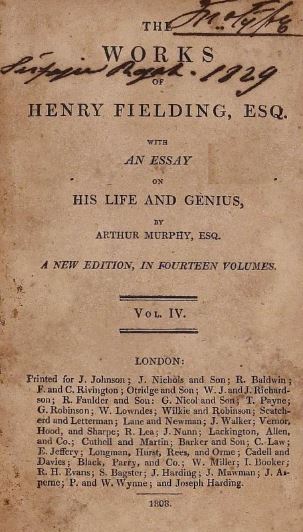 THE
WORKS
1829
OF
HENRY FIELDING, ESQ.
WITH
AN ESSAY
ON
HIS LIFE AND GENIUS,
BY
ARTHUR MURPHY, ESQ.
A NEW EDITION, IN FOURTEEN VOLUMES.
VOL. IV.
LONDON:
Printed for J. Johnson; J. Nichols and Son; R. Baldwin;
F. and C. Rivington; Otridge and Son; W. J. and J. Richard-
son; R. Faulder and Son: G. Nicol and Son; T. Payne;
G. Robinson; W. Lowndes; Wilkie and Robinson; Scatch-
erd and Letterman; Lane and Newman; J. Walker; Vernor,
Hood, and Sharpe; R. Lea; J. Nunn; Lackington, Allen,
and Co.; Cuthell and Martin; Barker and Son; C. Law;
E. Jeffery; Longman, Hurst, Rees, and Orme; Cadell and
Davies; Black, Parry, and Co.; W. Miller; I. Booker;
R. H. Evans; S. Bagster; J. Harding; J. Mawman; J. As-
perne; P. and W. Wynne; and Joseph Harding.
1808.